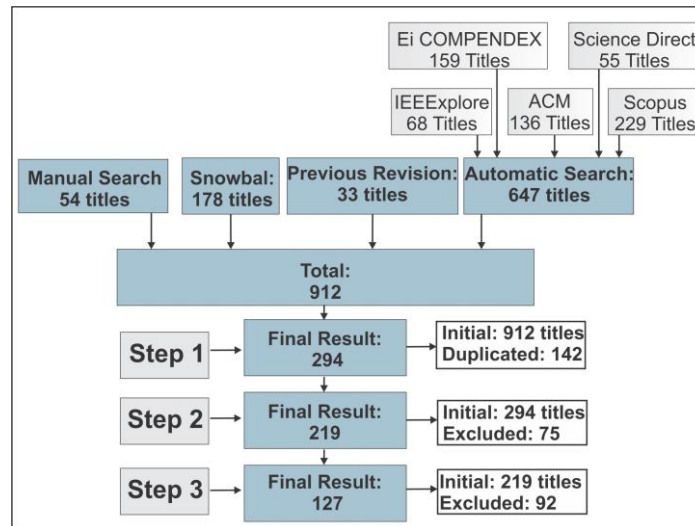 Ei COMPENDEX
159 Titles
Science Direct
55 Titles
IEEExplore
68 Titles
ACM
136 Titles
Scopus
229 Titles
Manual Search
54 titles
Snowbal:
178 titles
Previous Revision:
33 titles
Automatic Search:
647 titles
Total:
912
Step 1
Final Result:
294
Initial: 912 titles
Duplicated: 142
Step 2
Final Result:
219
Initial: 294 titles
Excluded: 75
Step 3
Final Result:
127
Initial: 219 titles
Excluded: 92